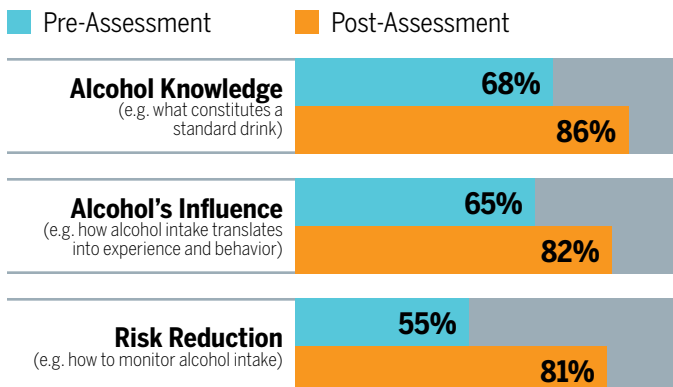 Pre-Assessment Post-Assessment
Alcohol Knowledge
(e.g. what constitutes a
standard drink)
68%
86%
Alcohol's Influence
(e.g. how alcohol intake translates
into experience and behavior)
65%
82%
Risk Reduction
(e.g. how to monitor alcohol intake)
55%
81%